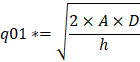 q01 *= √((2 × A × D) / h)